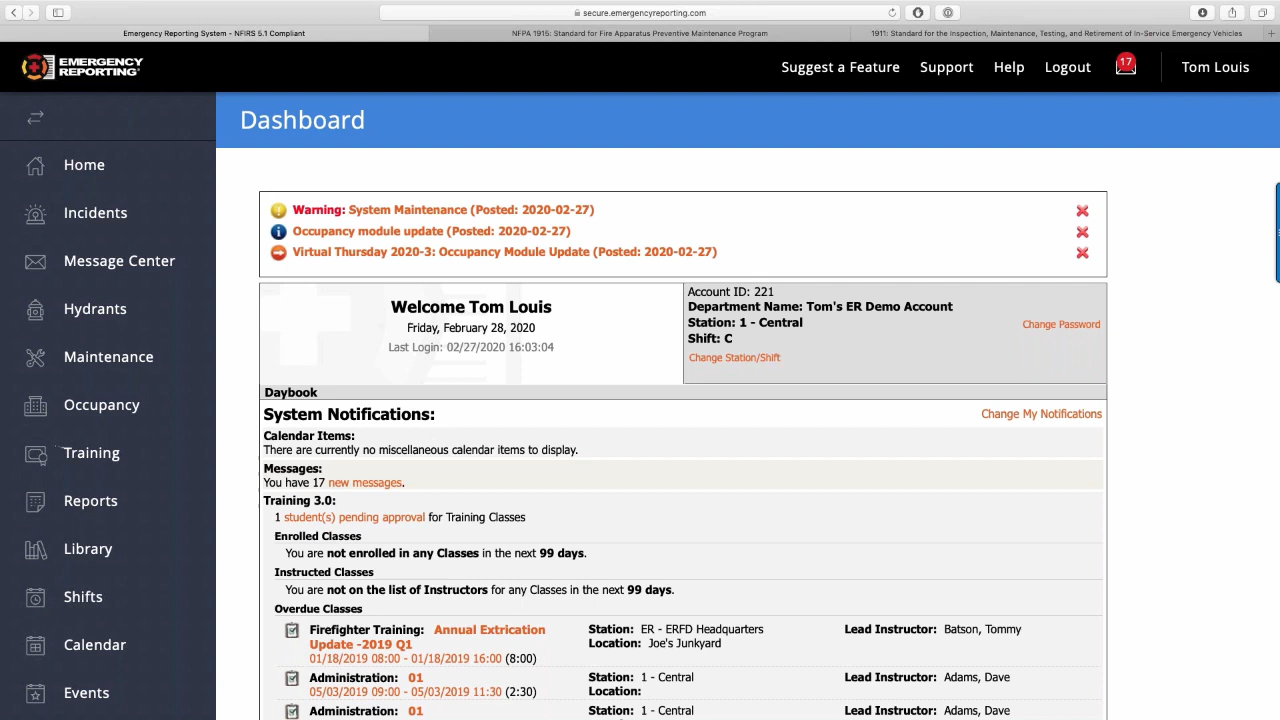 secure.emergencyreporting.com
Emergency Reporting System - NFIRS 5.1 Compliant
NFPA 1915: Standard for Fire Apparatus Preventive Maintenance Program
1911: Standard for the Inspection, Maintenance, Testing, and Retirement of In-Service Emergency Vehicles
EMERGENCY
REPORTING
Suggest a Feature
Support
Help
Logout
17
Tom Louis
Dashboard
Home
Incidents
Message Center
Hydrants
Maintenance
Occupancy
Training
Reports
Library
Shifts
Calendar
Events
Warning: System Maintenance (Posted: 2020-02-27)
Occupancy module update (Posted: 2020-02-27)
Virtual Thursday 2020-3: Occupancy Module Update (Posted: 2020-02-27)
Welcome Tom Louis
Friday, February 28, 2020
Last Login: 02/27/2020 16:03:04
Account ID: 221
Department Name: Tom's ER Demo Account
Station: 1 - Central
Shift: C
Change Password
Change Station/Shift
Daybook
System Notifications:
Change My Notifications
Calendar Items:
There are currently no miscellaneous calendar items to display.
Messages:
You have 17 new messages.
Training 3.0:
1 student(s) pending approval for Training Classes
Enrolled Classes
You are not enrolled in any Classes in the next 99 days.
Instructed Classes
You are not on the list of Instructors for any Classes in the next 99 days.
Overdue Classes
Firefighter Training: Annual Extrication Update -2019 Q1
01/18/2019 08:00 - 01/18/2019 16:00 (8:00)
Station: ER - ERFD Headquarters
Location: Joe's Junkyard
Lead Instructor: Batson, Tommy
Administration: 01
05/03/2019 09:00 - 05/03/2019 11:30 (2:30)
Station: 1 - Central
Location:
Lead Instructor: Adams, Dave
Administration: 01
Station: 1 - Central
Lead Instructor: Adams, Dave